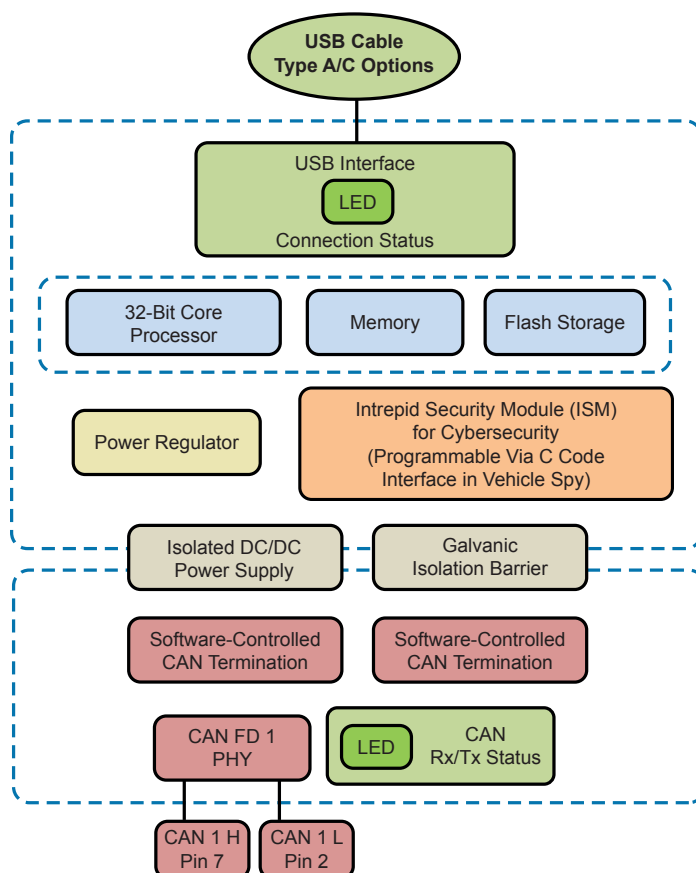 USB Cable
Type A/C Options
USB Interface
LED
Connection Status
32-Bit Core
Processor
Memory
Flash Storage
Power Regulator
Intrepid Security Module (ISM)
for Cybersecurity
(Programmable Via C Code
Interface in Vehicle Spy)
Isolated DC/DC
Power Supply
Galvanic
Isolation Barrier
Software-Controlled
CAN Termination
Software-Controlled
CAN Termination
CAN FD 1
PHY
LED
CAN
Rx/Tx Status
CAN 1 H
Pin 7
CAN 1 L
Pin 2